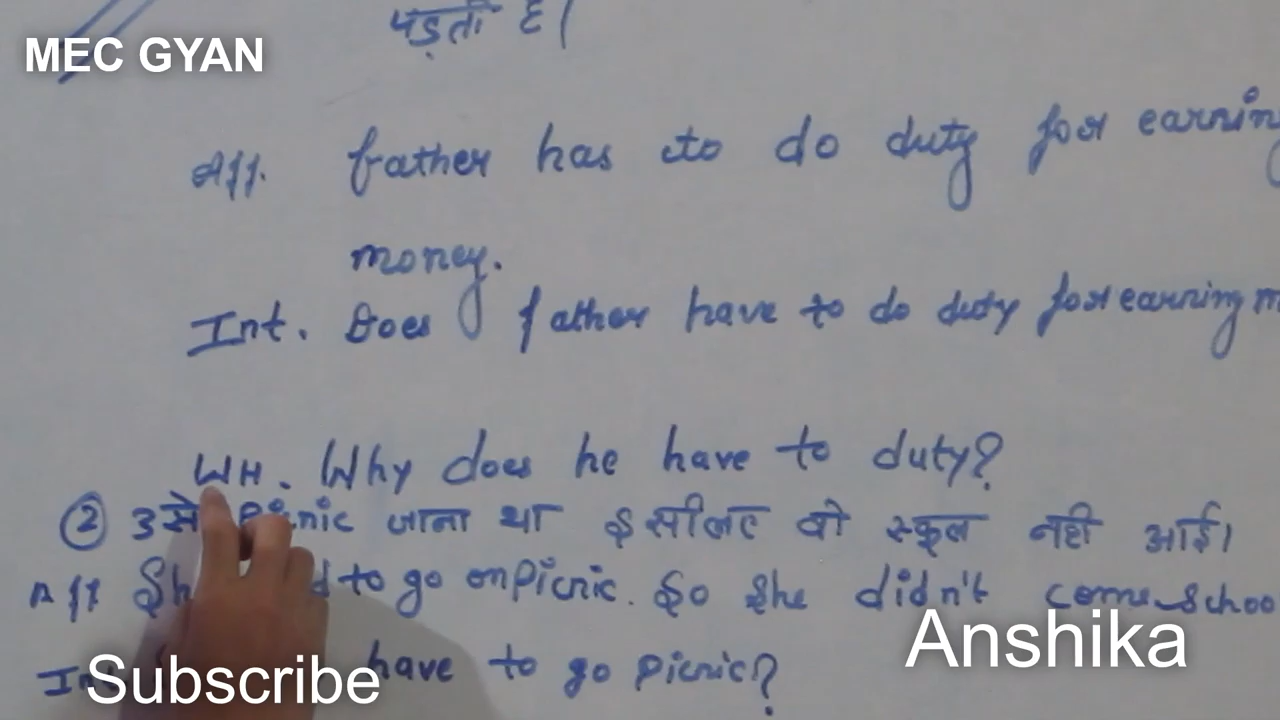 पड़ता है।
MEC GYAN
Aff. father has to do duty for earning
money.
Int. Does father have to do duty for earning m
WH. Why does he have to duty?
② उसे Picnic जाना था इसीलिए वो स्कूल नही आई।
Aff She to go on Picnic. So She didn't come schoo
Int have to go Picnic?
Anshika
Subscribe